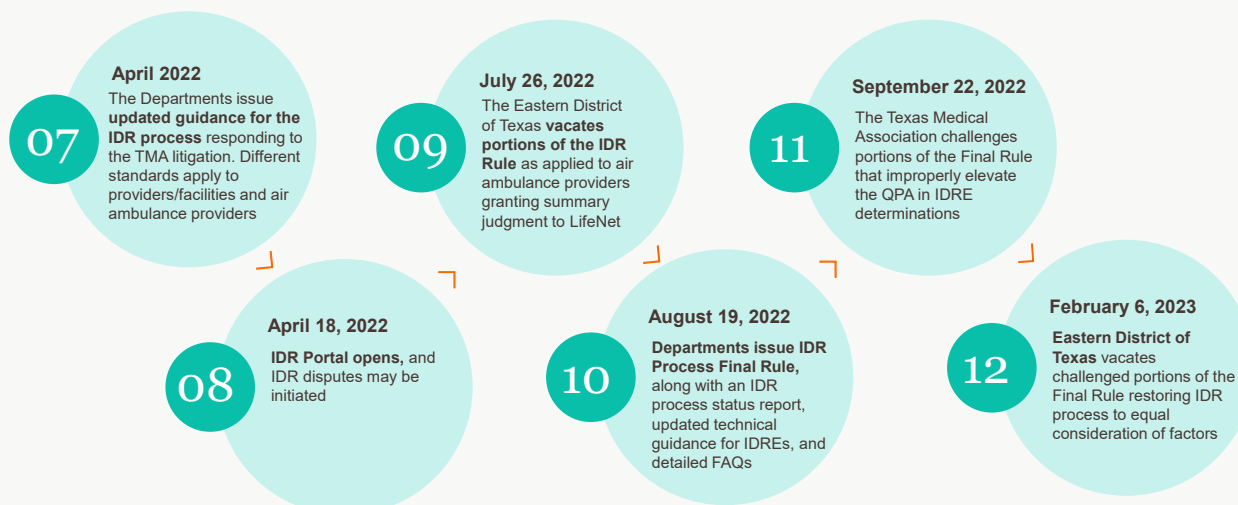 07
April 2022
The Departments issue
updated guidance for the
IDR process responding to
the TMA litigation. Different
standards apply to
providers/facilities and air
ambulance providers
08
April 18, 2022
IDR Portal opens, and
IDR disputes may be
initiated
09
July 26, 2022
The Eastern District
of Texas vacates
portions of the IDR
Rule as applied to air
ambulance providers
granting summary
judgment to LifeNet
10
August 19, 2022
Departments issue IDR
Process Final Rule,
along with an IDR
process status report,
updated technical
guidance for IDREs, and
detailed FAQs
11
September 22, 2022
The Texas Medical
Association challenges
portions of the Final Rule
that improperly elevate
the QPA in IDRE
determinations
12
February 6, 2023
Eastern District of
Texas vacates
challenged portions of the
Final Rule restoring IDR
process to equal
consideration of factors